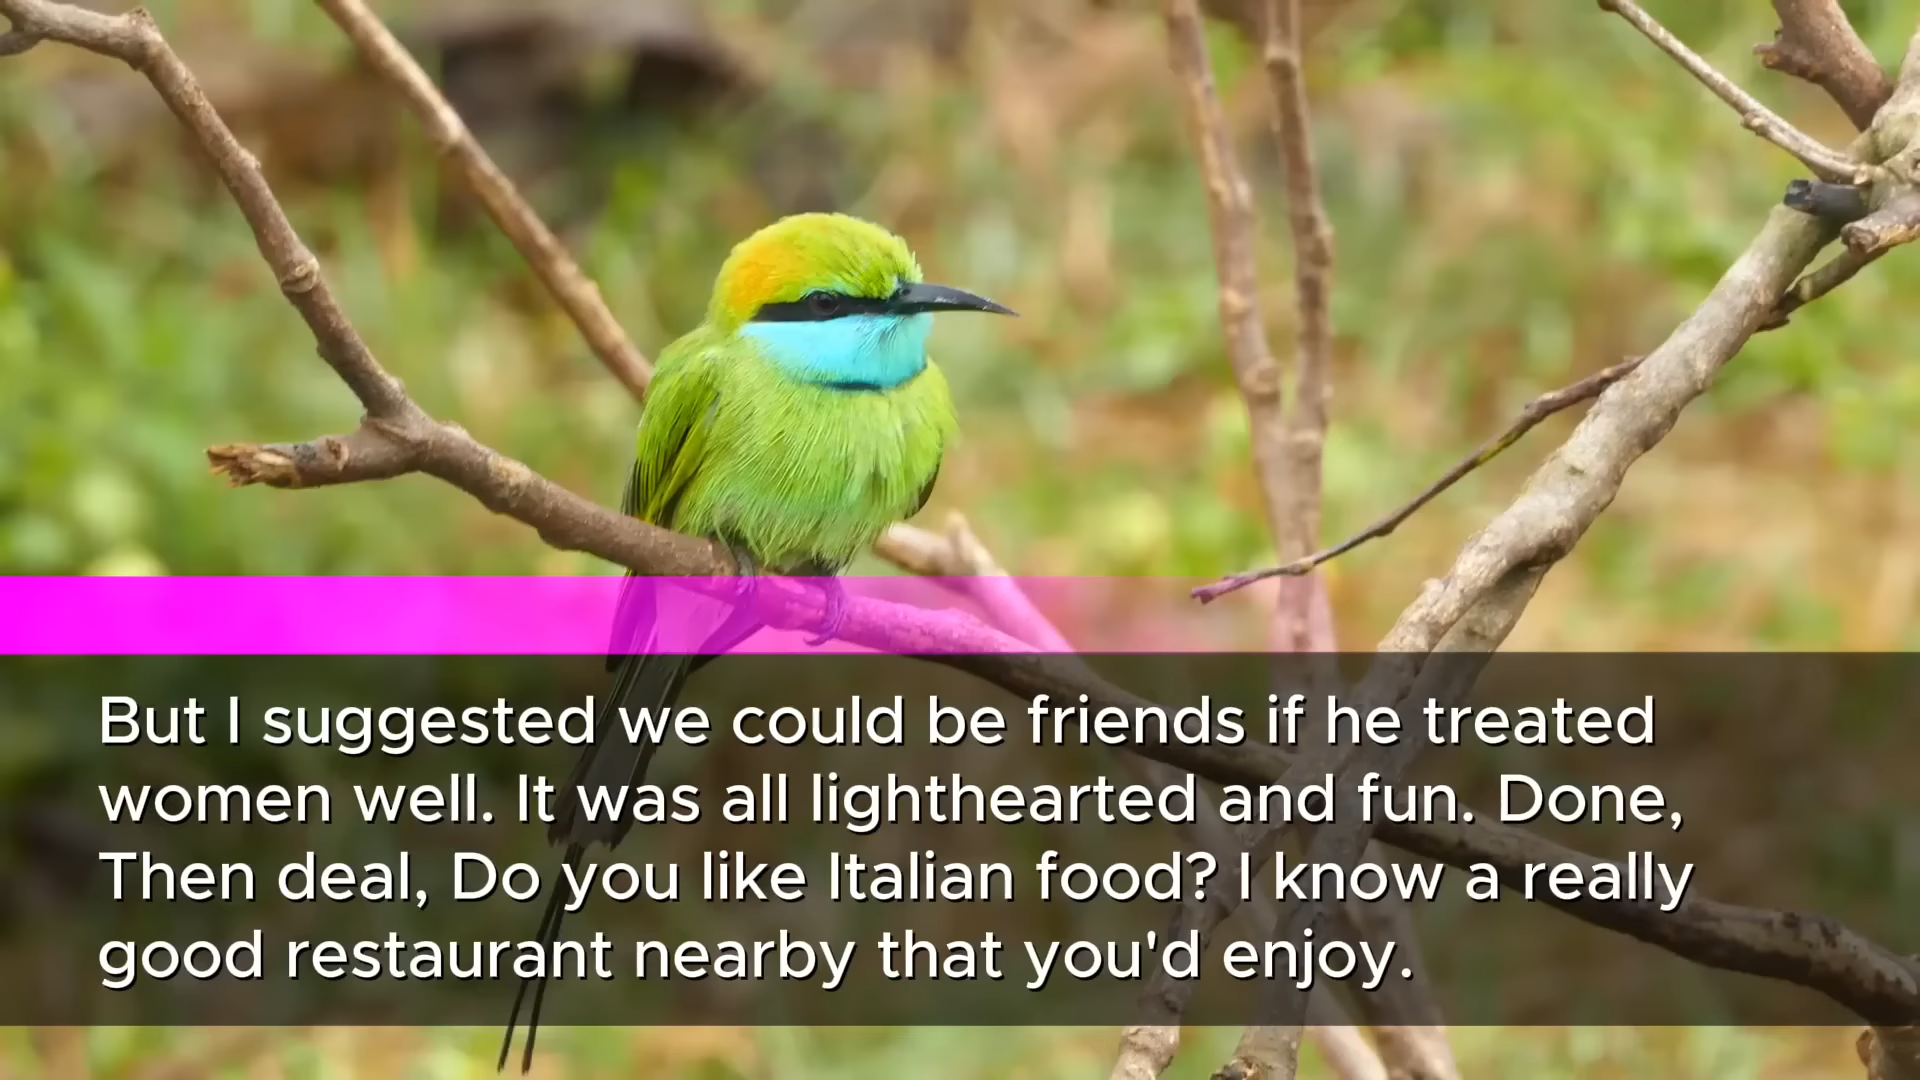 But I suggested we could be friends if he treated
women well. It was all lighthearted and fun. Done,
Then deal, Do you like Italian food? I know a really
good restaurant nearby that you'd enjoy.